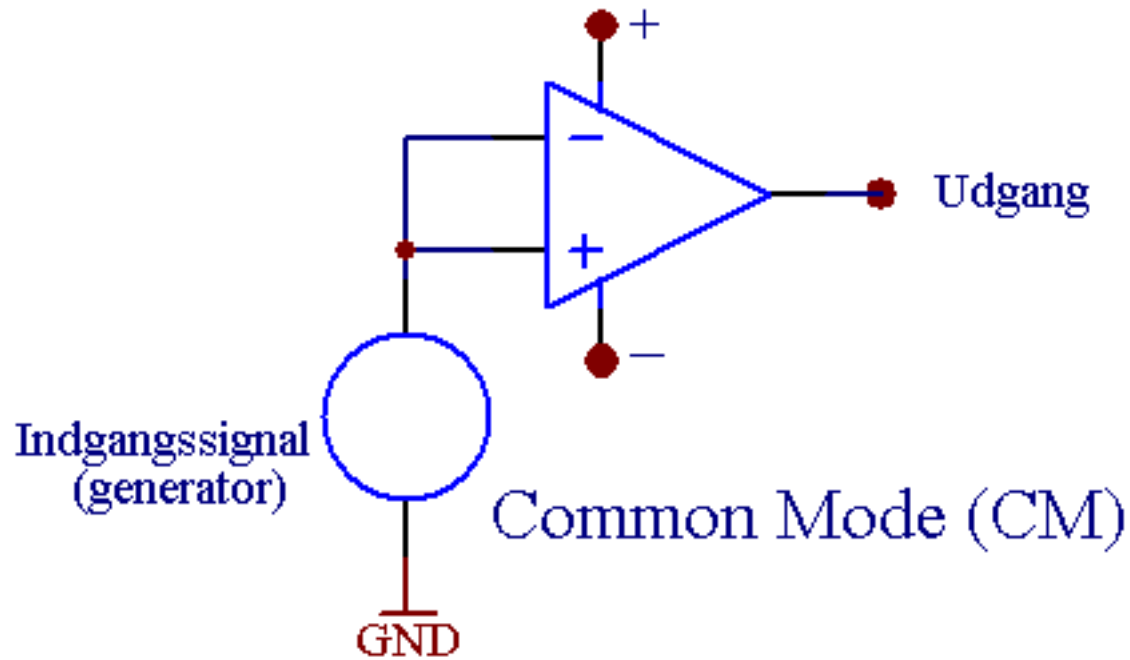 +
−
Udgang
+
−
Indgangssignal
(generator)
Common Mode (CM)
GND